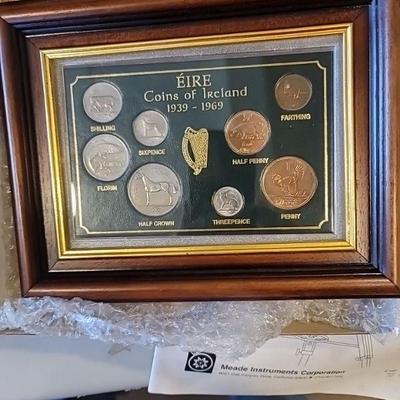 ÉIRE
Coins of Ireland
1939 - 1969
SHILLING
SIXPENCE
FARTHING
HALF PENNY
FLORIN
HALF CROWN
THREEPENCE
PENNY
Meade Instruments Corporation